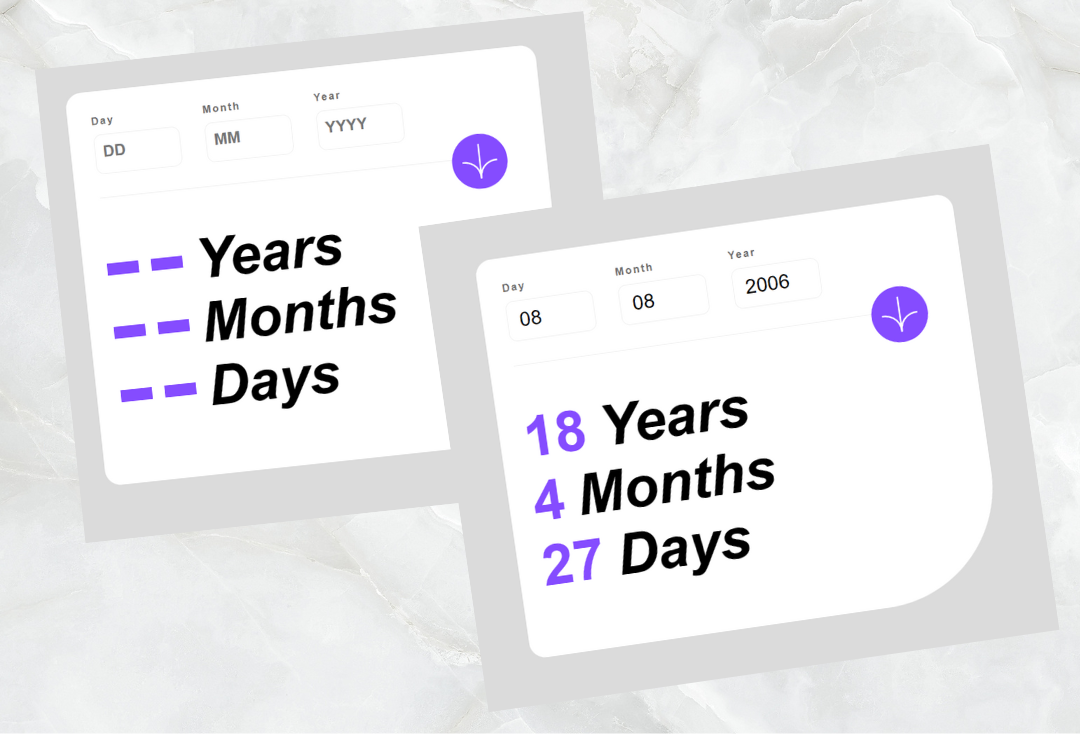 Day Month Year
DD MM YYYY
-- Years
-- Months
-- Days
Day Month Year
08 08 2006
18 Years
4 Months
27 Days